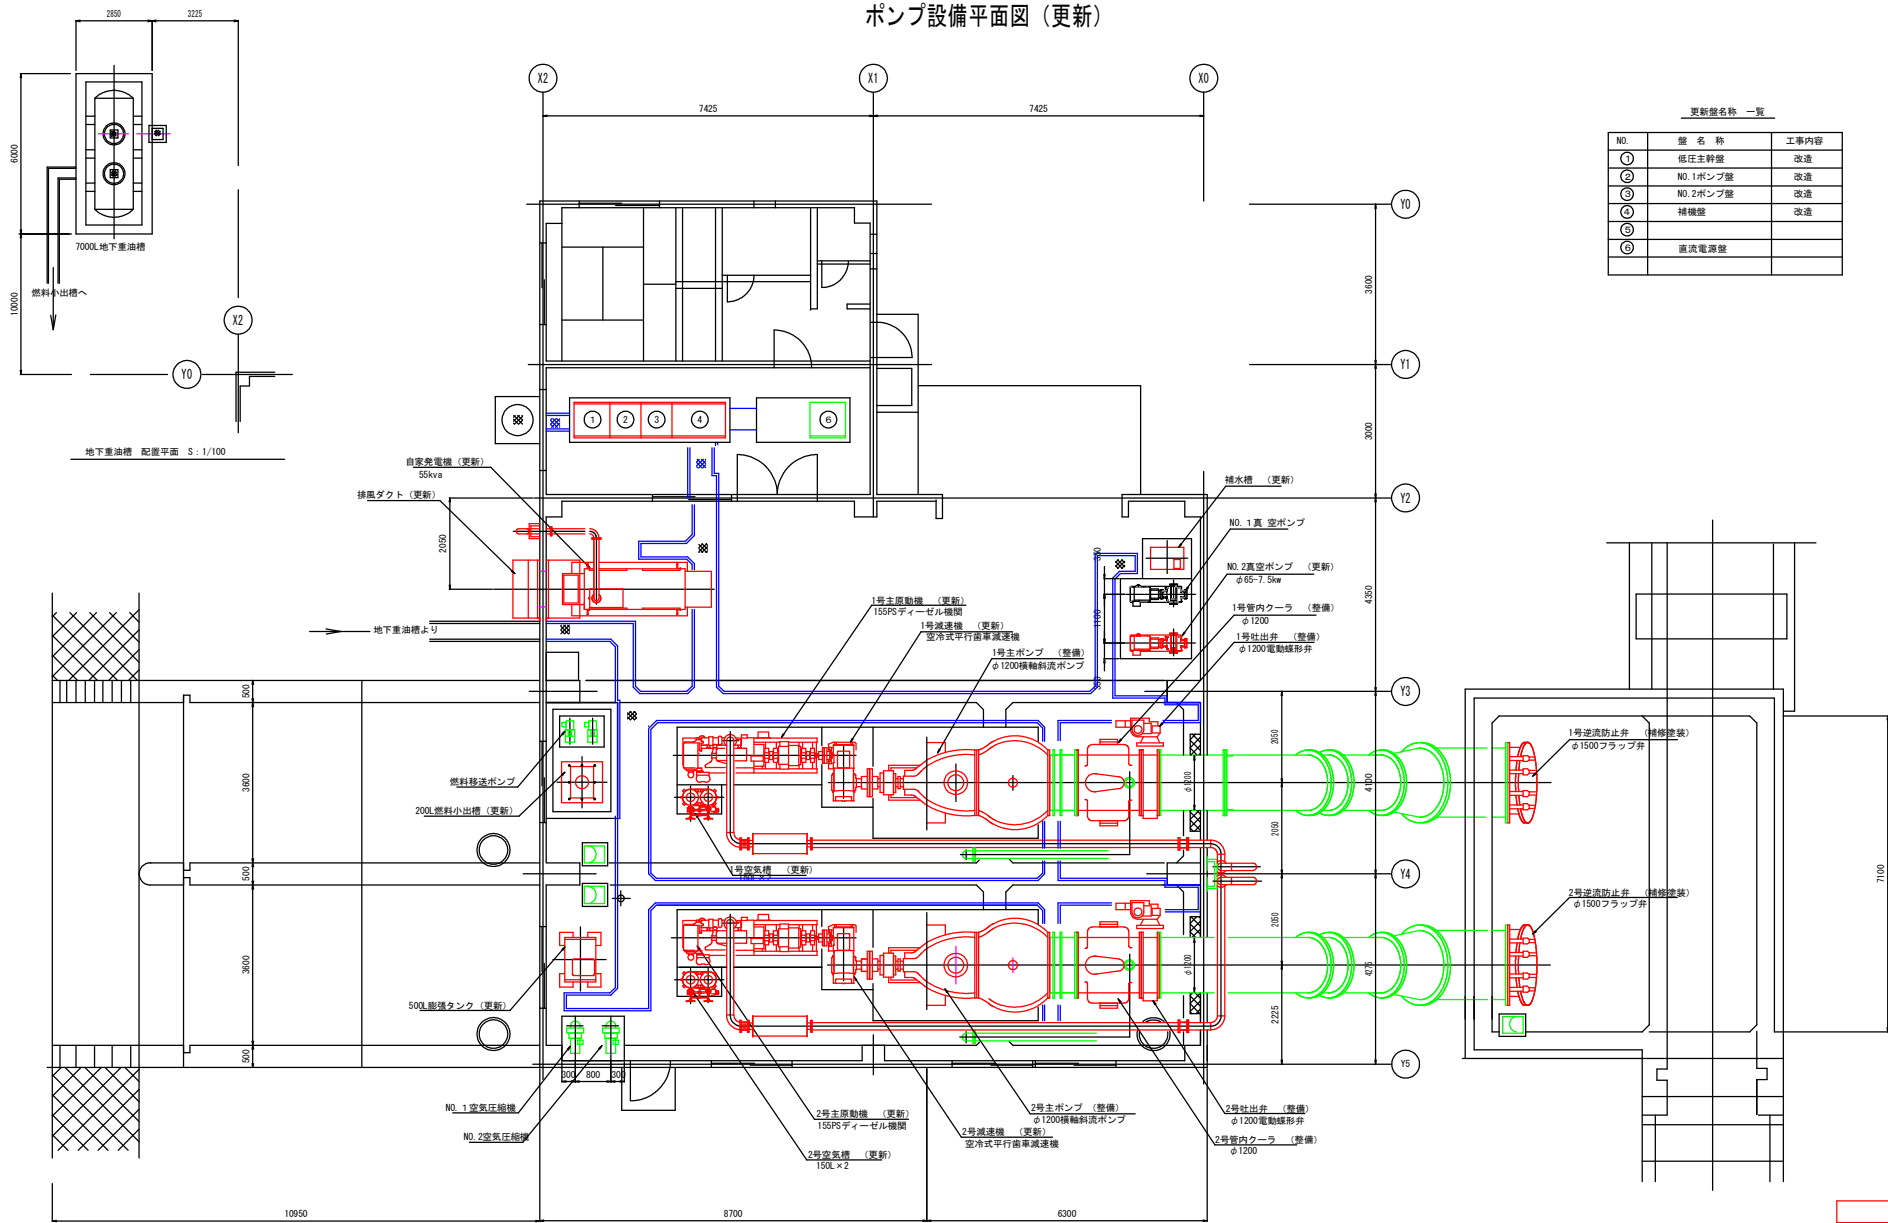 ポンプ設備平面図（更新）
2850
3225
6000
10000
7000L地下重油槽
燃料小出槽へ
X2
Y0
地下重油槽 配置平面 S：1/100
X2
X1
X0
7425
7425
更新盤名称 一覧
NO. 盤 名 称 工事内容
① 低圧主幹盤 改造
② NO.1ポンプ盤 改造
③ NO.2ポンプ盤 改造
④ 補機盤 改造
⑤
⑥ 直流電源盤
Y0
Y1
Y2
Y3
Y4
Y5
3600
3000
4350
4100
4275
① ② ③ ④ ⑥
自家発電機（更新）
55kva
排風ダクト（更新）
2050
地下重油槽より
補水槽 （更新）
NO. 1真 空ポンプ
NO.2真空ポンプ （更新）
φ65-7.5kw
1100
1号管内クーラ （整備）
φ1200
1号吐出弁 （整備）
φ1200電動蝶形弁
1号主原動機 （更新）
155PSディーゼル機関
1号減速機 （更新）
空冷式平行歯車減速機
1号主ポンプ （整備）
φ1200横軸斜流ポンプ
500
3600
500
3600
500
燃料移送ポンプ
200L燃料小出槽（更新）
1号空気槽 （更新）
φ1200
2050
2050
1号逆流防止弁 （補修塗装）
φ1500フラップ弁
2号逆流防止弁 （補修塗装）
φ1500フラップ弁
7100
φ1200
2050
2225
500L膨張タンク（更新）
300 800 300
NO. 1空気圧縮機
NO. 2空気圧縮機
2号主原動機 （更新）
155PSディーゼル機関
2号空気槽 （更新）
150L×2
2号減速機 （更新）
空冷式平行歯車減速機
2号主ポンプ （整備）
φ1200横軸斜流ポンプ
2号吐出弁 （整備）
φ1200電動蝶形弁
2号管内クーラ （整備）
φ1200
10950
8700
6300